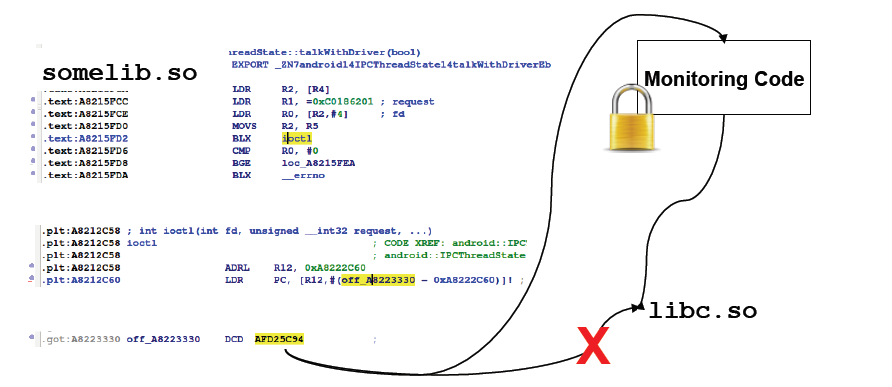 readState::talkWithDriver(bool)
EXPORT _ZN7android14IPCThreadState14talkWithDriverEb
somelib.so
LDR R2, [R4]
.text:A8215FCC LDR R1, =0xC0186201 ; request
.text:A8215FCE LDR R0, [R2,#4] ; fd
.text:A8215FD0 MOVS R2, R5
.text:A8215FD2 BLX ioctl
.text:A8215FD6 CMP R0, #0
.text:A8215FD8 BGE loc_A8215FEA
.text:A8215FDA BLX __errno
Monitoring Code
.plt:A8212C58 ; int ioctl(int fd, unsigned __int32 request, ...)
.plt:A8212C58 ioctl ; CODE XREF: android::IPCT
.plt:A8212C58 ; android::IPCThreadState
.plt:A8212C58 ADRL R12, 0xA8222C60
.plt:A8212C60 LDR PC, [R12,#(off_A8223330 - 0xA8222C60)]! ;
libc.so
.got:A8223330 off_A8223330 DCD AFD25C94 ;
X